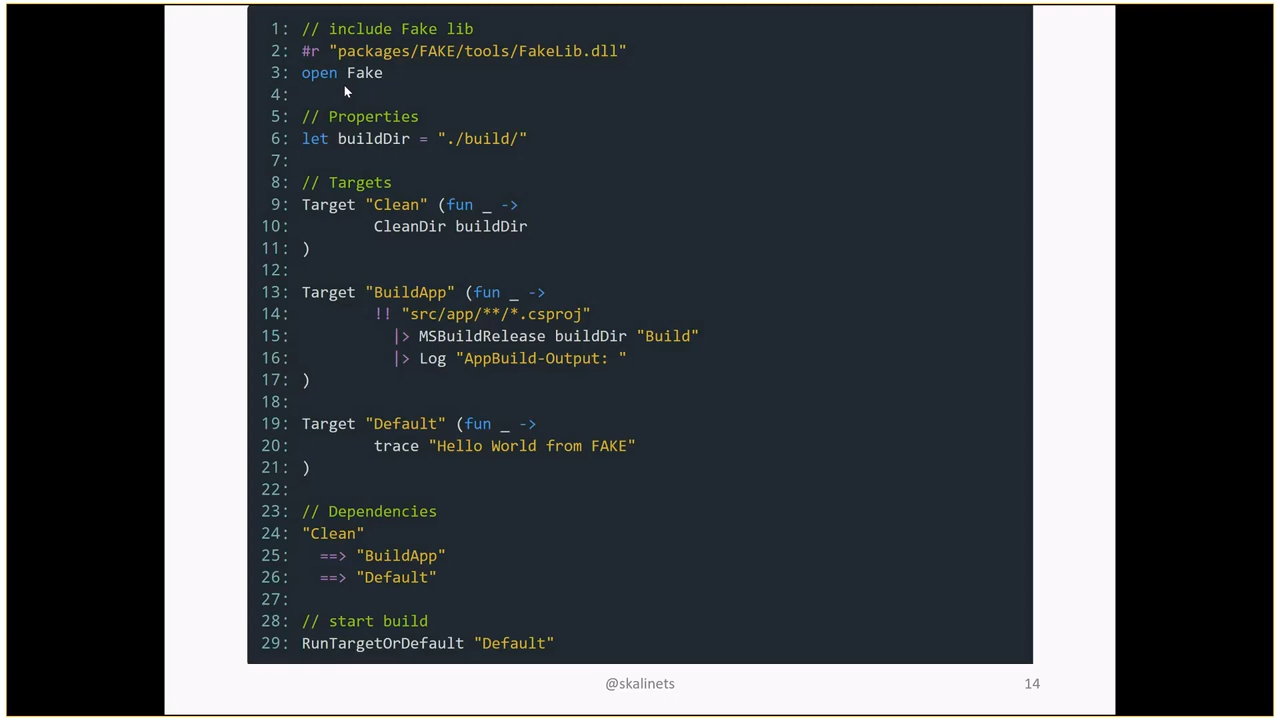 1: // include Fake lib
2: #r "packages/FAKE/tools/FakeLib.dll"
3: open Fake
4:
5: // Properties
6: let buildDir = "./build/"
7:
8: // Targets
9: Target "Clean" (fun _ ->
10:         CleanDir buildDir
11: )
12:
13: Target "BuildApp" (fun _ ->
14:         !! "src/app/**/*.csproj"
15:           |> MSBuildRelease buildDir "Build"
16:           |> Log "AppBuild-Output: "
17: )
18:
19: Target "Default" (fun _ ->
20:         trace "Hello World from FAKE"
21: )
22:
23: // Dependencies
24: "Clean"
25:   ==> "BuildApp"
26:   ==> "Default"
27:
28: // start build
29: RunTargetOrDefault "Default"
@skalinets 14